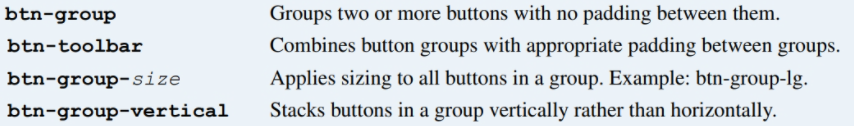 btn-group Groups two or more buttons with no padding between them.
btn-toolbar Combines button groups with appropriate padding between groups.
btn-group-size Applies sizing to all buttons in a group. Example: btn-group-lg.
btn-group-vertical Stacks buttons in a group vertically rather than horizontally.